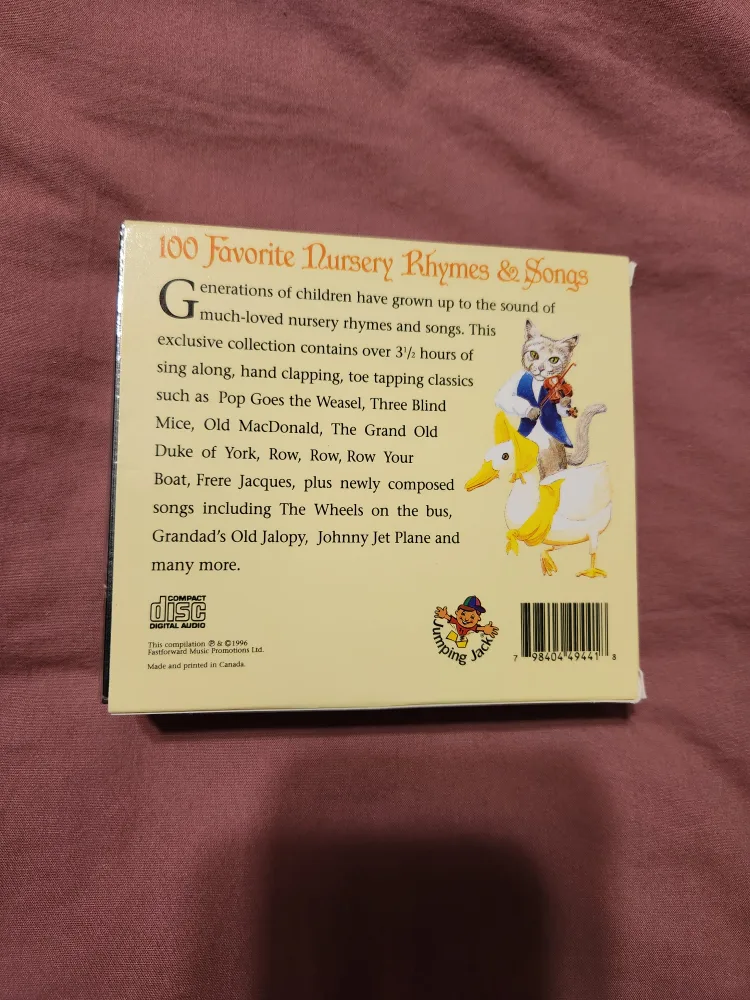 100 Favorite Nursery Rhymes & Songs
Generations of children have grown up to the sound of
much-loved nursery rhymes and songs. This
exclusive collection contains over 3 1/2 hours of
sing along, hand clapping, toe tapping classics
such as Pop Goes the Weasel, Three Blind
Mice, Old MacDonald, The Grand Old
Duke of York, Row, Row, Row Your
Boat, Frere Jacques, plus newly composed
songs including The Wheels on the bus,
Grandad's Old Jalopy, Johnny Jet Plane and
many more.
COMPACT
disc
DIGITAL AUDIO
This compilation ℗ & ©1996
Fastforward Music Promotions Ltd.
Made and printed in Canada.
Jumping Jack
7 98404 49441 8